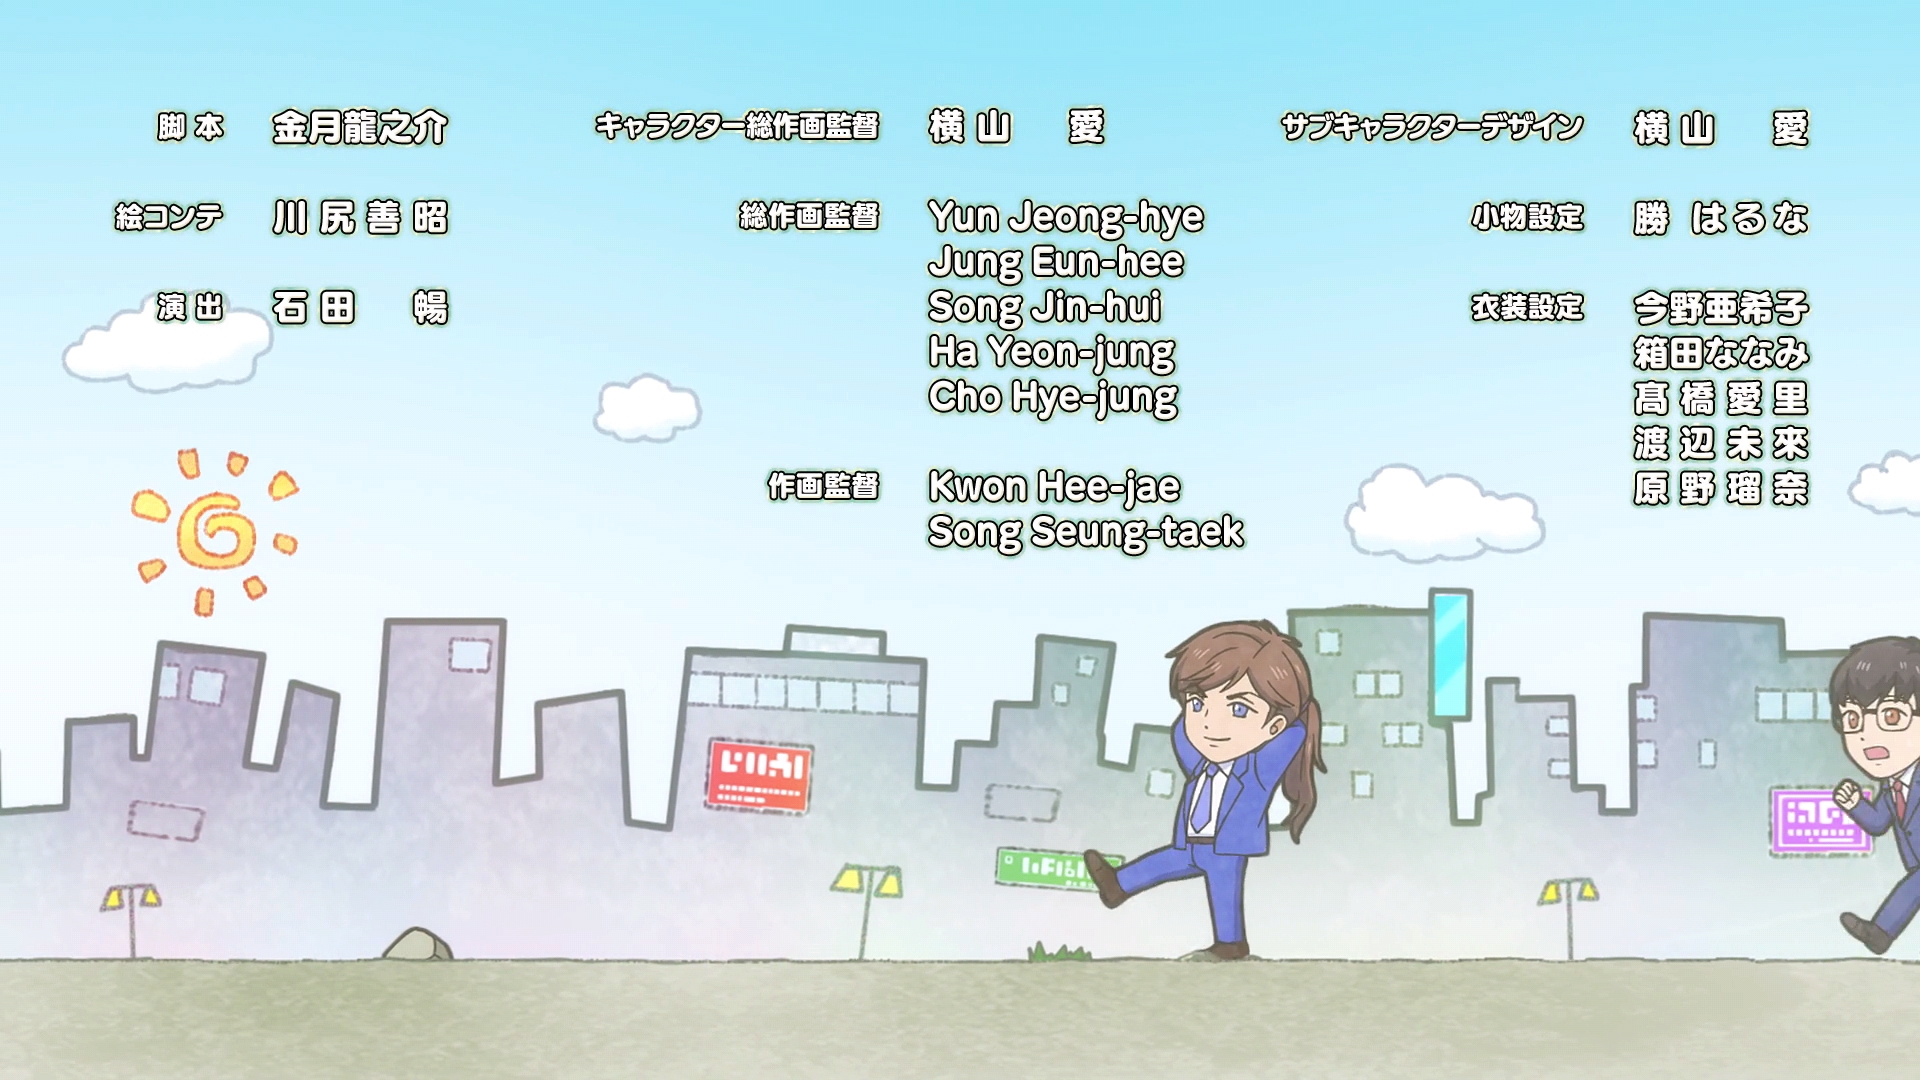 脚本 金月龍之介
絵コンテ 川尻善昭
演出 石田 暢
キャラクター総作画監督 横山 愛
総作画監督 Yun Jeong-hye
Jung Eun-hee
Song Jin-hui
Ha Yeon-jung
Cho Hye-jung
作画監督 Kwon Hee-jae
Song Seung-taek
サブキャラクターデザイン 横山 愛
小物設定 勝 はるな
衣装設定 今野亜希子
箱田ななみ
髙橋愛里
渡辺未來
原野瑠奈